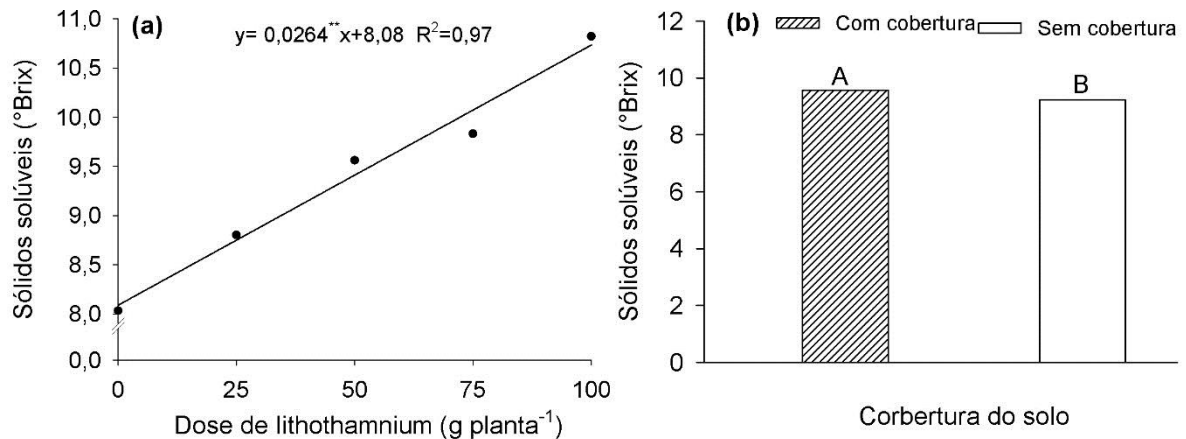 (a)
y= 0,0264**x+8,08 R²=0,97
Sólidos solúveis (°Brix)
11,0
10,5
10,0
9,5
9,0
8,5
8,0
0,0
0 25 50 75 100
Dose de lithothamnium (g planta⁻¹)
(b)
Com cobertura Sem cobertura
Sólidos solúveis (°Brix)
12
10
8
6
4
2
0
A B
Corbertura do solo